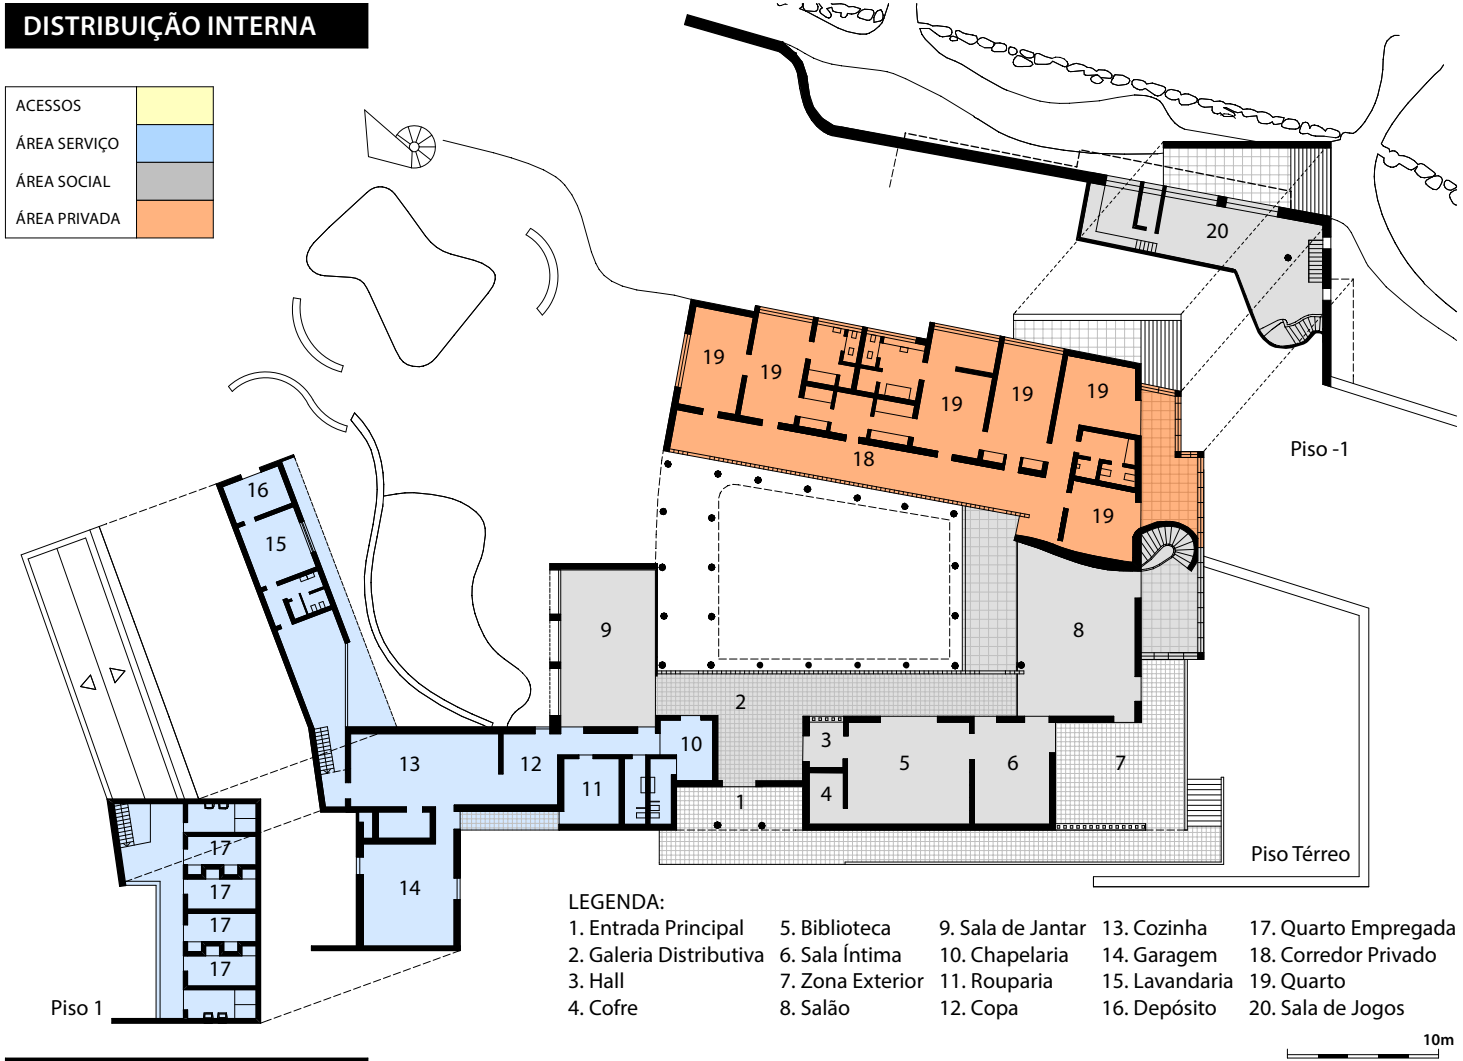 DISTRIBUIÇÃO INTERNA
ACESSOS
ÁREA SERVIÇO
ÁREA SOCIAL
ÁREA PRIVADA
20
Piso -1
19
19
19
19
19
18
19
16
15
9
8
2
10
3
13
12
5
6
7
11
4
1
17
17
17
17
14
Piso Térreo
Piso 1
LEGENDA:
1. Entrada Principal 5. Biblioteca 9. Sala de Jantar 13. Cozinha 17. Quarto Empregada
2. Galeria Distributiva 6. Sala Íntima 10. Chapelaria 14. Garagem 18. Corredor Privado
3. Hall 7. Zona Exterior 11. Rouparia 15. Lavandaria 19. Quarto
4. Cofre 8. Salão 12. Copa 16. Depósito 20. Sala de Jogos
10m